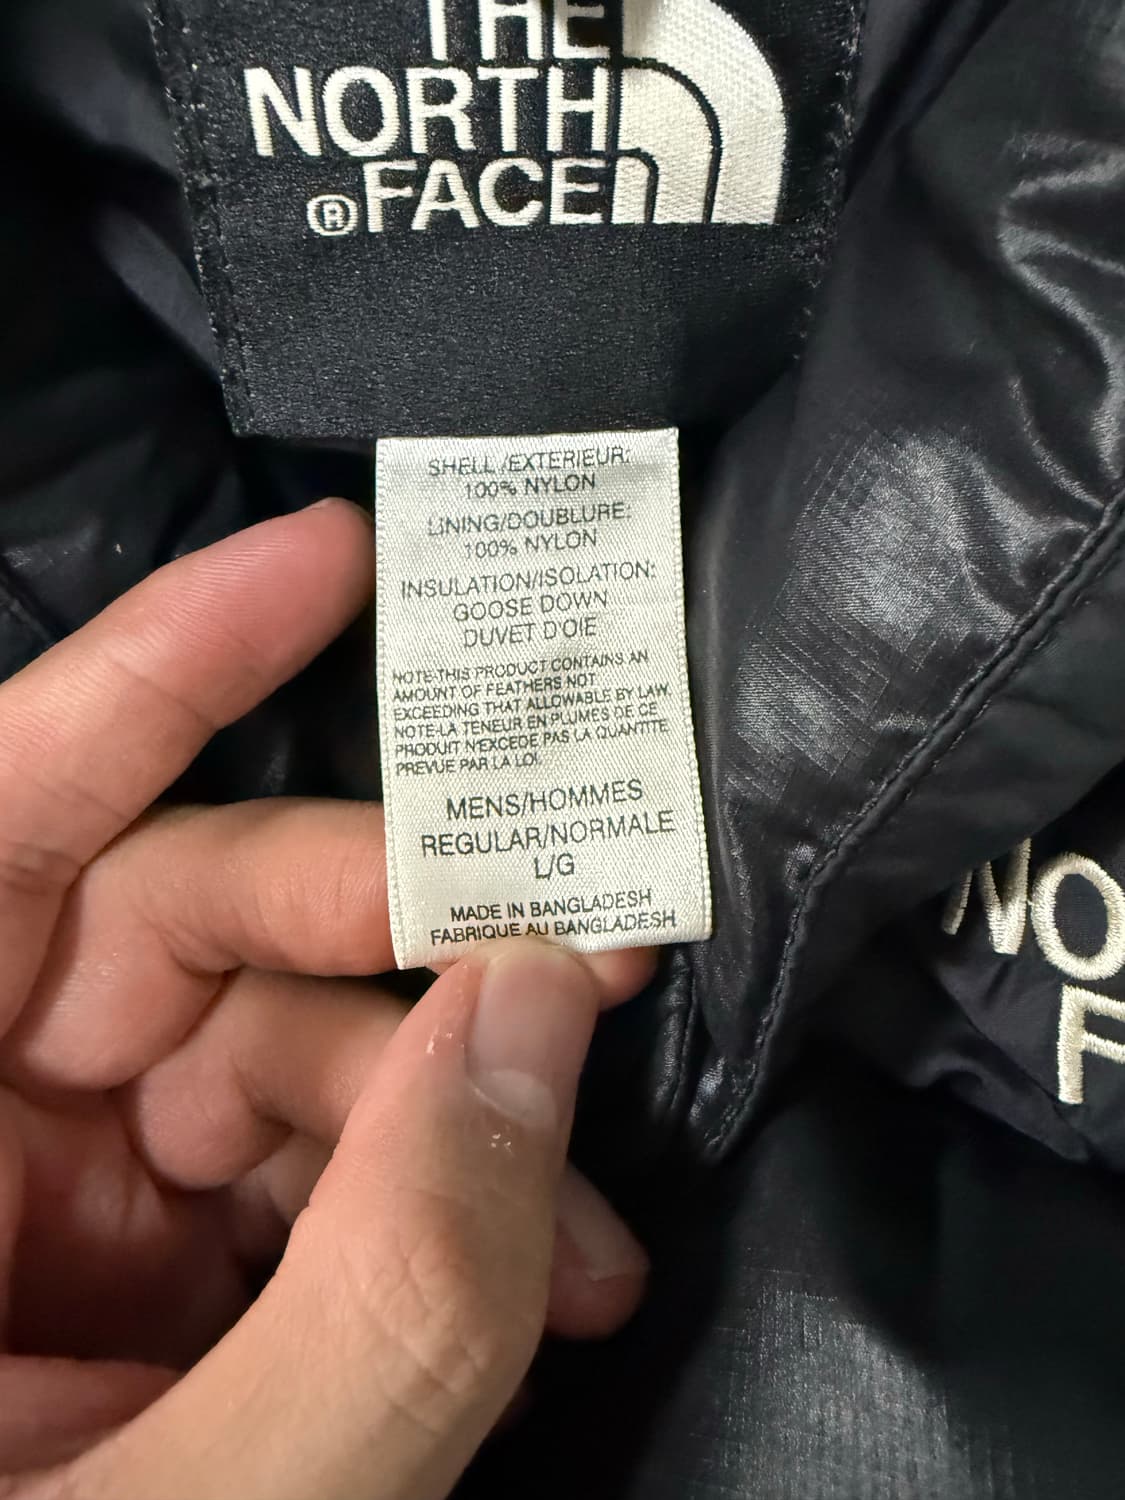 THE
NORTH
®FACE
SHELL/EXTERIEUR:
100% NYLON
LINING/DOUBLURE:
100% NYLON
INSULATION/ISOLATION:
GOOSE DOWN
DUVET D'OIE
NOTE-THIS PRODUCT CONTAINS AN
AMOUNT OF FEATHERS NOT
EXCEEDING THAT ALLOWABLE BY LAW.
NOTE-LA TENEUR EN PLUMES DE CE
PRODUIT N'EXCEDE PAS LA QUANTITE
PREVUE PAR LA LOI.
MENS/HOMMES
REGULAR/NORMALE
L/G
MADE IN BANGLADESH
FABRIQUE AU BANGLADESH
NO
F